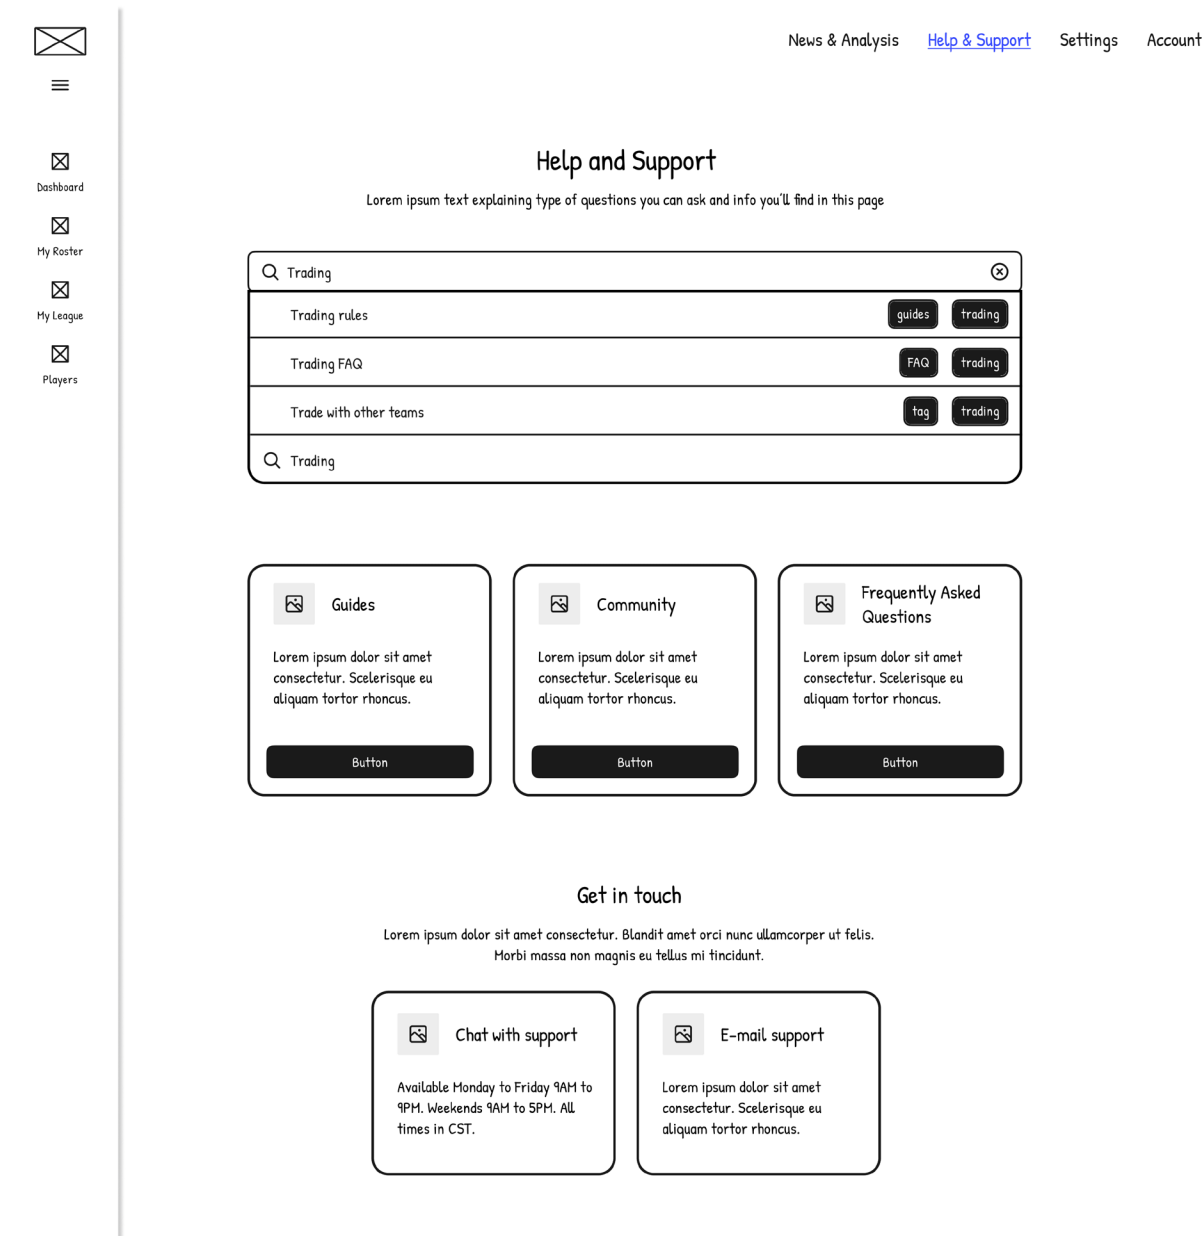 News & Analysis
Help & Support
Settings
Account
Dashboard
My Roster
My League
Players
Help and Support
Lorem ipsum text explaining type of questions you can ask and info you'll find in this page
Trading
Trading rules
guides
trading
Trading FAQ
FAQ
trading
Trade with other teams
tag
trading
Trading
Guides
Lorem ipsum dolor sit amet
consectetur. Scelerisque eu
aliquam tortor rhoncus.
Button
Community
Lorem ipsum dolor sit amet
consectetur. Scelerisque eu
aliquam tortor rhoncus.
Button
Frequently Asked
Questions
Lorem ipsum dolor sit amet
consectetur. Scelerisque eu
aliquam tortor rhoncus.
Button
Get in touch
Lorem ipsum dolor sit amet consectetur. Blandit amet orci nunc ullamcorper ut felis.
Morbi massa non magnis eu tellus mi tincidunt.
Chat with support
Available Monday to Friday 9AM to
9PM. Weekends 9AM to 5PM. All
times in CST.
E-mail support
Lorem ipsum dolor sit amet
consectetur. Scelerisque eu
aliquam tortor rhoncus.